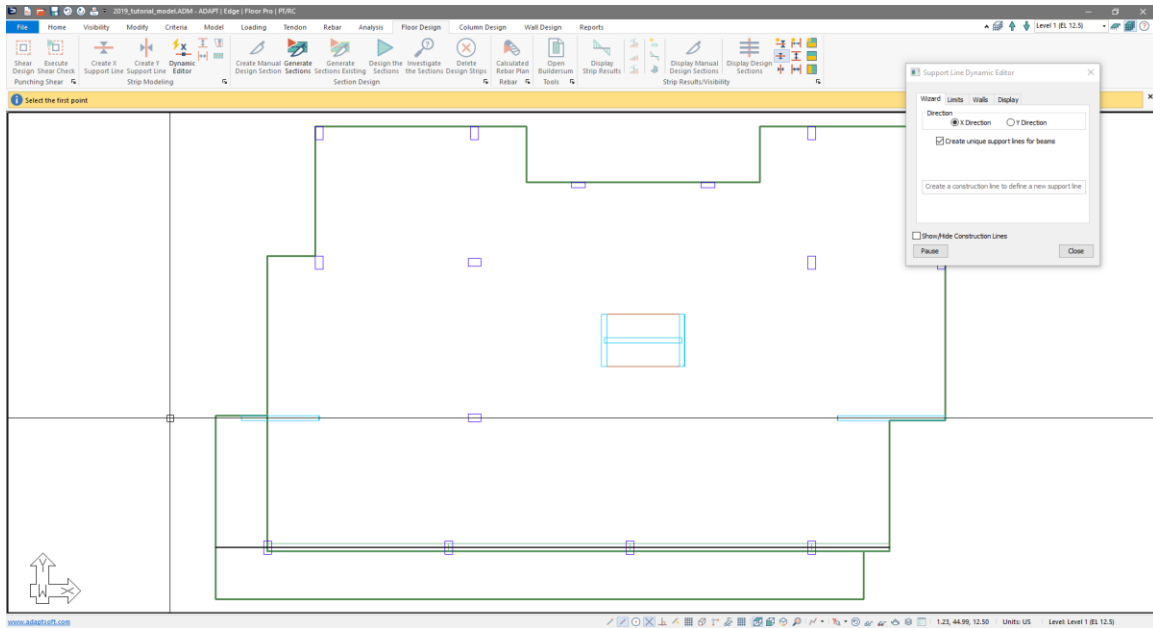 2019_tutorial_model.ADM - ADAPT | Edge | Floor Pro | PT/RC
File Home Visibility Modify Criteria Model Loading Tendon Rebar Analysis Floor Design Column Design Wall Design Reports
Level 1 (EL 12.5)
Shear Execute Create X Create Y Dynamic Create Manual Generate Generate Design the Investigate Delete Calculated Open Display Display Manual Display Design
Design Shear Check Support Line Support Line Editor Design Section Sections Sections Existing Sections the Sections Design Strips Rebar Plan Buildersum Strip Results Design Sections Sections
Punching Shear Strip Modeling Section Design Rebar Tools Strip Results/Visibility
Select the first point
Support Line Dynamic Editor
Wizard Limits Walls Display
Direction
X Direction Y Direction
Create unique support lines for beams
Create a construction line to define a new support line
Show/Hide Construction Lines
Pause Close
Y
W X
www.adaptsoft.com
1.23, 44.99, 12.50 Units: US Level: Level 1 (EL 12.5)